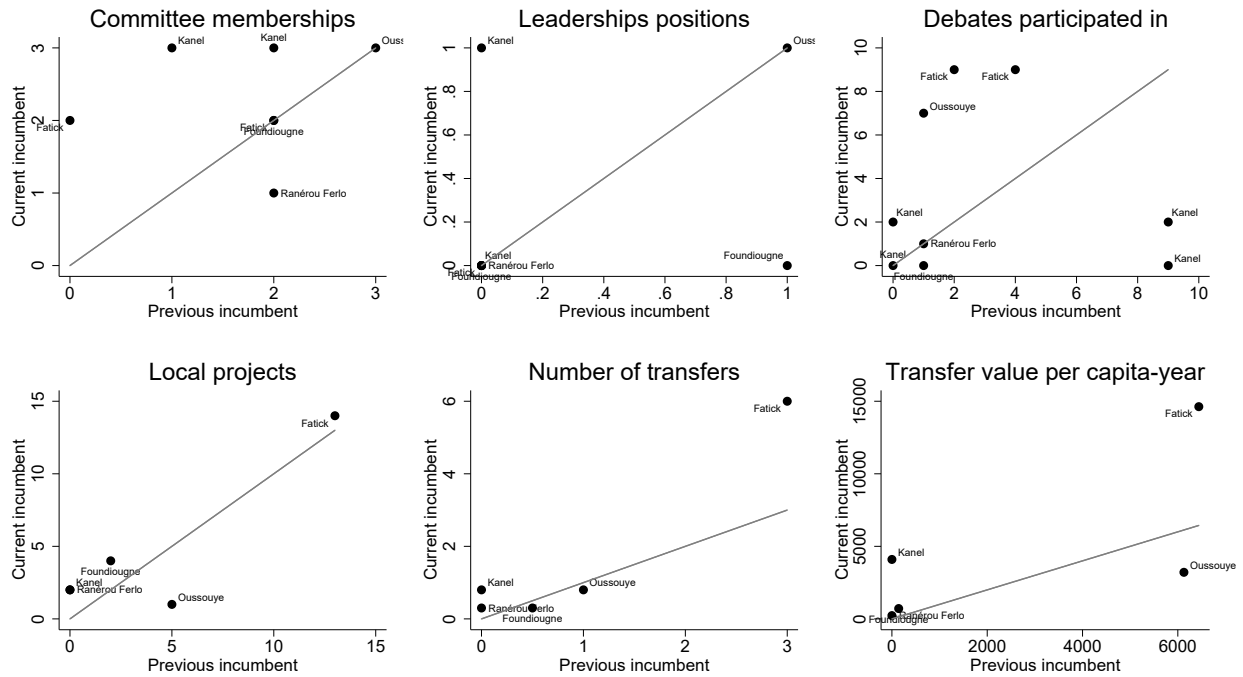 Committee memberships
Kanel
Kanel
Ouss
Fatick
Fatick
Foundiougne
Ranérou Ferlo
0
1
2
3
0
1
2
3
Current incumbent
Previous incumbent
Leaderships positions
Kanel
Ouss
Kanel
Ranérou Ferlo
Fatick
Foundiougne
Foundiougne
0
.2
.4
.6
.8
1
0
.2
.4
.6
.8
1
Current incumbent
Previous incumbent
Debates participated in
Fatick
Fatick
Oussouye
Kanel
Kanel
Ranérou Ferlo
Kanel
Foundiougne
Kanel
0
2
4
6
8
10
0
2
4
6
8
10
Current incumbent
Previous incumbent
Local projects
Fatick
Foundiougne
Kanel
Ranérou Ferlo
Oussouye
0
5
10
15
0
5
10
15
Current incumbent
Previous incumbent
Number of transfers
Fatick
Kanel
Oussouye
Ranérou Ferlo
Foundiougne
0
2
4
6
0
1
2
3
Current incumbent
Previous incumbent
Transfer value per capita-year
Fatick
Kanel
Oussouye
Ranérou Ferlo
Foundiougne
0
5000
10000
15000
0
2000
4000
6000
Current incumbent
Previous incumbent